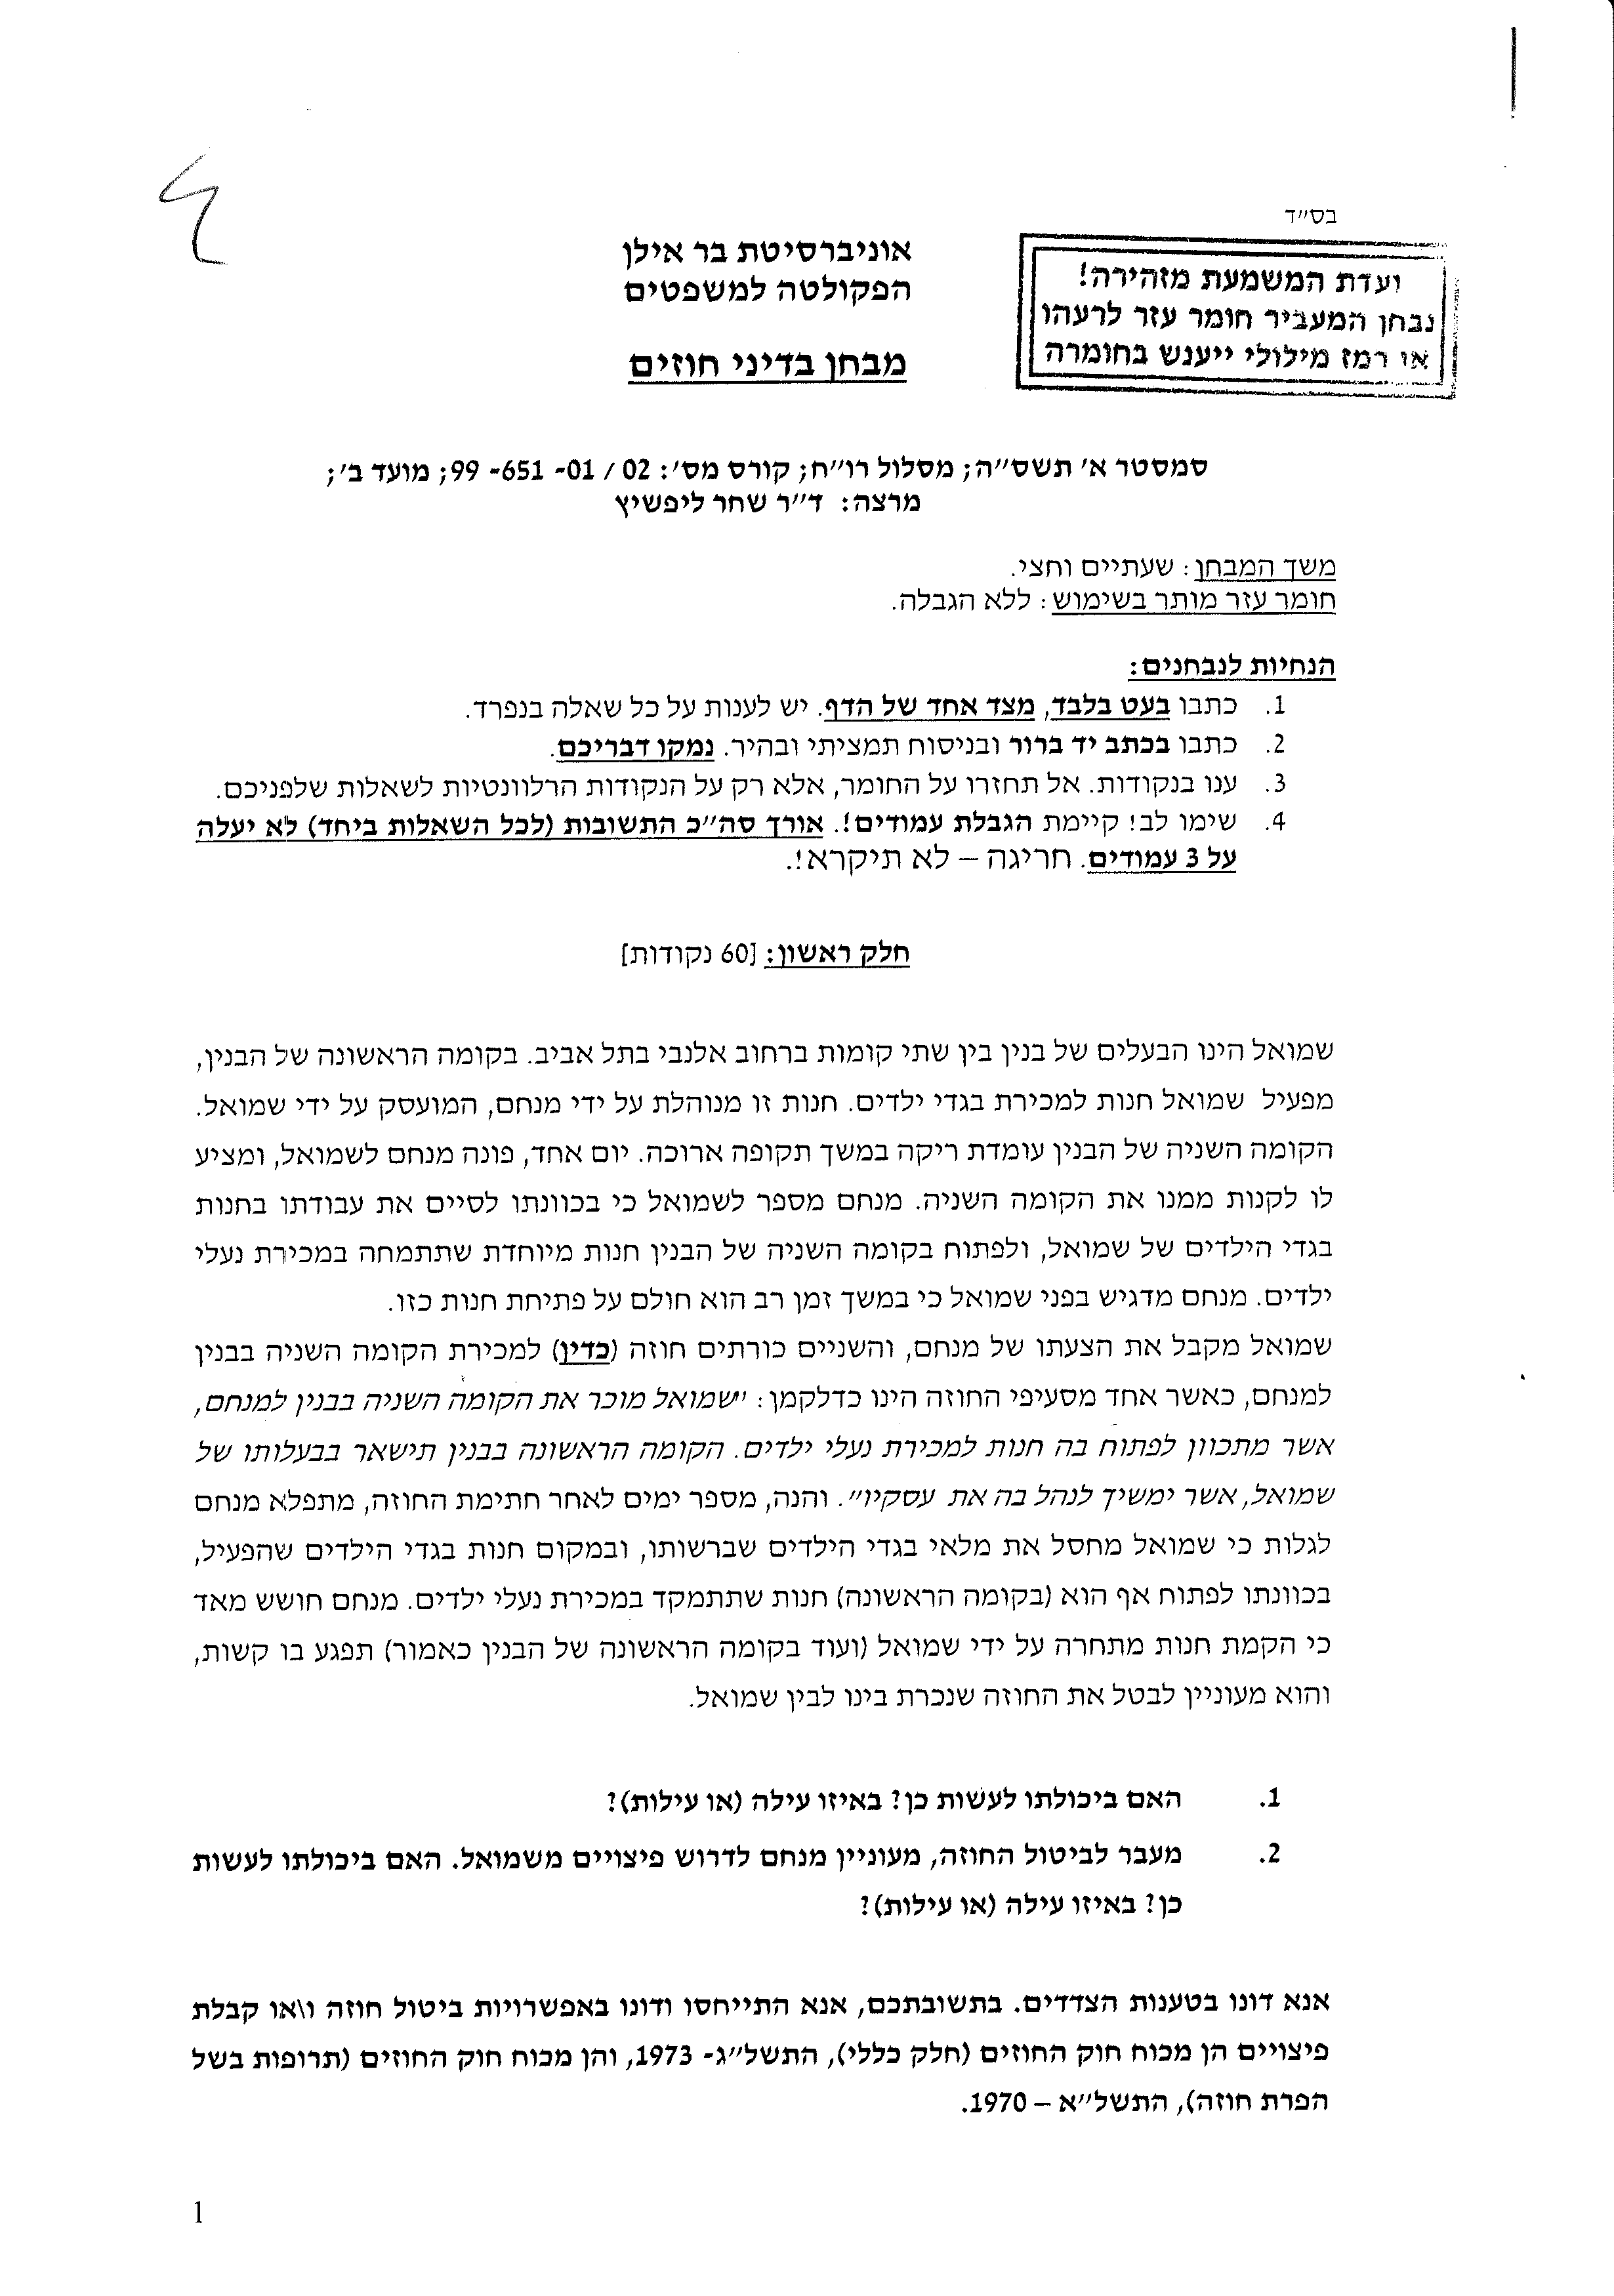 בס״ד
ועדת המשמעת מזהירה!
נבחן המעביר חומר עזר לרעהו
או רמז מילולי ייענש בחומרה
אוניברסיטת בר אילן
הפקולטה למשפטים
מבחן בדיני חוזים
סמסטר א׳ תשס״ה; מסלול רו״ח; קורס מס׳: 02 / 01- 651- 99; מועד ב׳;
מרצה: ד״ר שחר ליפשיץ
משך המבחן: שעתיים וחצי.
חומר עזר מותר בשימוש: ללא הגבלה.
הנחיות לנבחנים:
1. כתבו בעט בלבד, מצד אחד של הדף. יש לענות על כל שאלה בנפרד.
2. כתבו בכתב יד ברור ובניסוח תמציתי ובהיר. נמקו דבריכם.
3. ענו בנקודות. אל תחזרו על החומר, אלא רק על הנקודות הרלוונטיות לשאלות שלפניכם.
4. שימו לב! קיימת הגבלת עמודים!. אורך סה״כ התשובות (לכל השאלות ביחד) לא יעלה
על 3 עמודים. חריגה – לא תיקרא!.
חלק ראשון: [60 נקודות]
שמואל הינו הבעלים של בנין בין שתי קומות ברחוב אלנבי בתל אביב. בקומה הראשונה של הבנין,
מפעיל שמואל חנות למכירת בגדי ילדים. חנות זו מנוהלת על ידי מנחם, המועסק על ידי שמואל.
הקומה השניה של הבנין עומדת ריקה במשך תקופה ארוכה. יום אחד, פונה מנחם לשמואל, ומציע
לו לקנות ממנו את הקומה השניה. מנחם מספר לשמואל כי בכוונתו לסיים את עבודתו בחנות
בגדי הילדים של שמואל, ולפתוח בקומה השניה של הבנין חנות מיוחדת שתתמחה במכירת נעלי
ילדים. מנחם מדגיש בפני שמואל כי במשך זמן רב הוא חולם על פתיחת חנות כזו.
שמואל מקבל את הצעתו של מנחם, והשניים כורתים חוזה (כדין) למכירת הקומה השניה בבנין
למנחם, כאשר אחד מסעיפי החוזה הינו כדלקמן: ״שמואל מוכר את הקומה השניה בבנין למנחם,
אשר מתכוון לפתוח בה חנות למכירת נעלי ילדים. הקומה הראשונה בבנין תישאר בבעלותו של
שמואל, אשר ימשיך לנהל בה את עסקיו״. והנה, מספר ימים לאחר חתימת החוזה, מתפלא מנחם
לגלות כי שמואל מחסל את מלאי בגדי הילדים שברשותו, ובמקום חנות בגדי הילדים שהפעיל,
בכוונתו לפתוח אף הוא (בקומה הראשונה) חנות שתתמקד במכירת נעלי ילדים. מנחם חושש מאד
כי הקמת חנות מתחרה על ידי שמואל (ועוד בקומה הראשונה של הבנין כאמור) תפגע בו קשות,
והוא מעוניין לבטל את החוזה שנכרת בינו לבין שמואל.
1. האם ביכולתו לעשות כן? באיזו עילה (או עילות)?
2. מעבר לביטול החוזה, מעוניין מנחם לדרוש פיצויים משמואל. האם ביכולתו לעשות
כן? באיזו עילה (או עילות)?
אנא דונו בטענות הצדדים. בתשובתכם, אנא התייחסו ודונו באפשרויות ביטול חוזה ו\או קבלת
פיצויים הן מכוח חוק החוזים (חלק כללי), התשל״ג- 1973, והן מכוח חוק החוזים (תרופות בשל
הפרת חוזה), התשל״א – 1970.
1